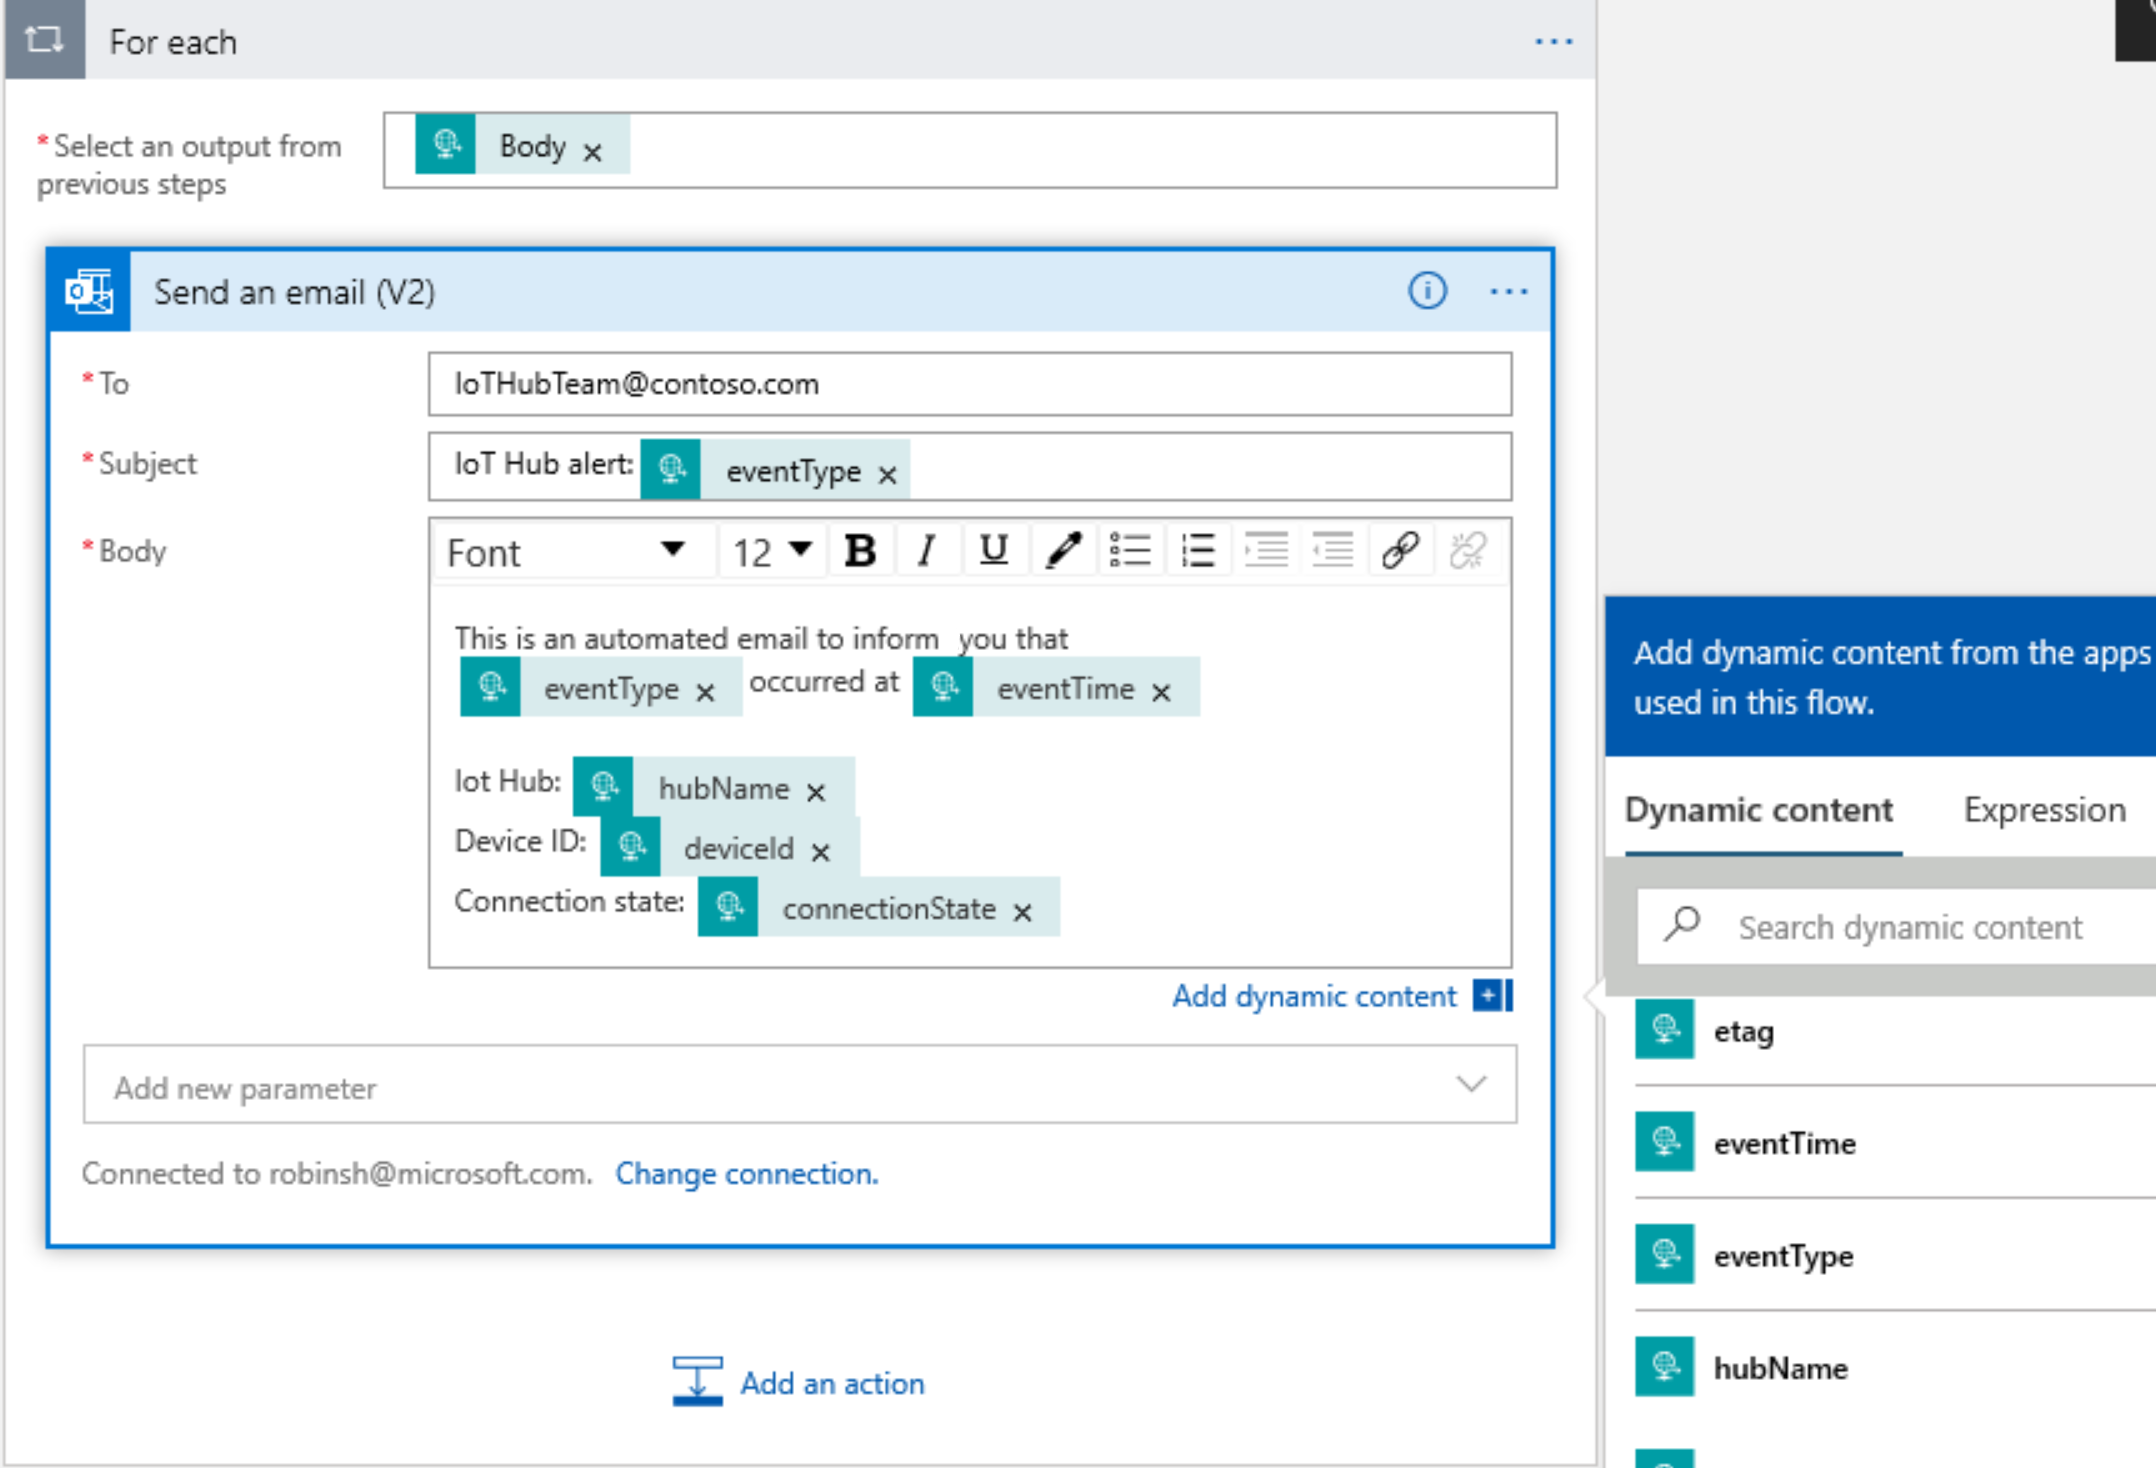 For each
...
* Select an output from
previous steps
Body ×
Send an email (V2)
...
* To
IoTHubTeam@contoso.com
* Subject
IoT Hub alert: eventType ×
* Body
Font 12 B I U
This is an automated email to inform  you that
eventType × occurred at eventTime ×
Iot Hub: hubName ×
Device ID: deviceId ×
Connection state: connectionState ×
Add dynamic content +
Add new parameter
Connected to robinsh@microsoft.com. Change connection.
Add an action
Add dynamic content from the apps
used in this flow.
Dynamic content Expression
Search dynamic content
etag
eventTime
eventType
hubName